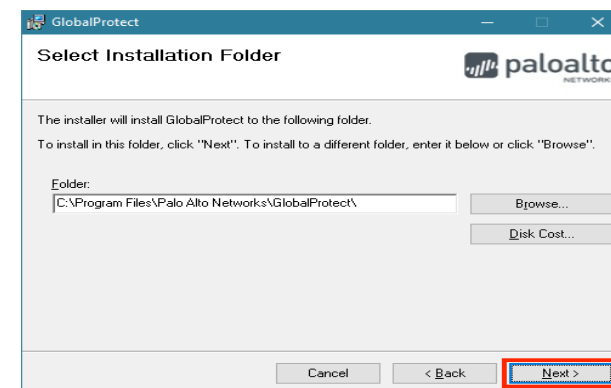 GlobalProtect
Select Installation Folder
paloalto
NETWORK
The installer will install GlobalProtect to the following folder.
To install in this folder, click "Next". To install to a different folder, enter it below or click "Browse".
Folder:
C:\Program Files\Palo Alto Networks\GlobalProtect\
Browse...
Disk Cost...
Cancel
< Back
Next >